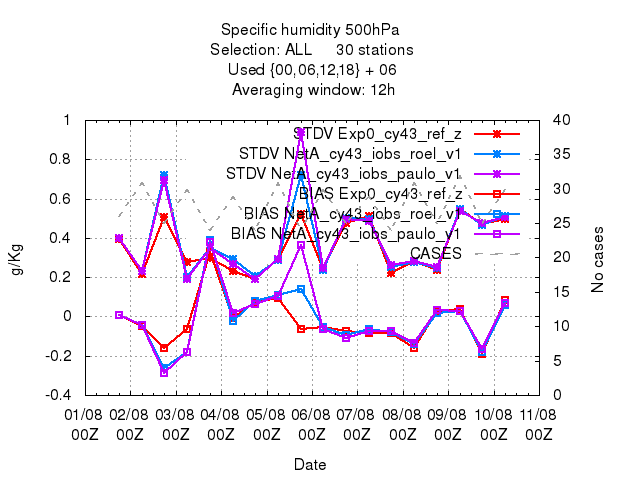 Specific humidity 500hPa
Selection: ALL 30 stations
Used {00,06,12,18} + 06
Averaging window: 12h
1 40
STDV Exp0_cy43_ref_z
35
0.8 STDV NetA_cy43_iobs_roel_v1
STDV NetA_cy43_iobs_paulo_v1
30
0.6 BIAS Exp0_cy43_ref_z
BIAS NetA_cy43_iobs_roel_v1
25
0.4 BIAS NetA_cy43_iobs_paulo_v1
CASES 20
g/Kg
No cases
0.2
15
0 10
-0.2 5
-0.4 0
01/08 02/08 03/08 04/08 05/08 06/08 07/08 08/08 09/08 10/08 11/08
00Z 00Z 00Z 00Z 00Z 00Z 00Z 00Z 00Z 00Z 00Z
Date